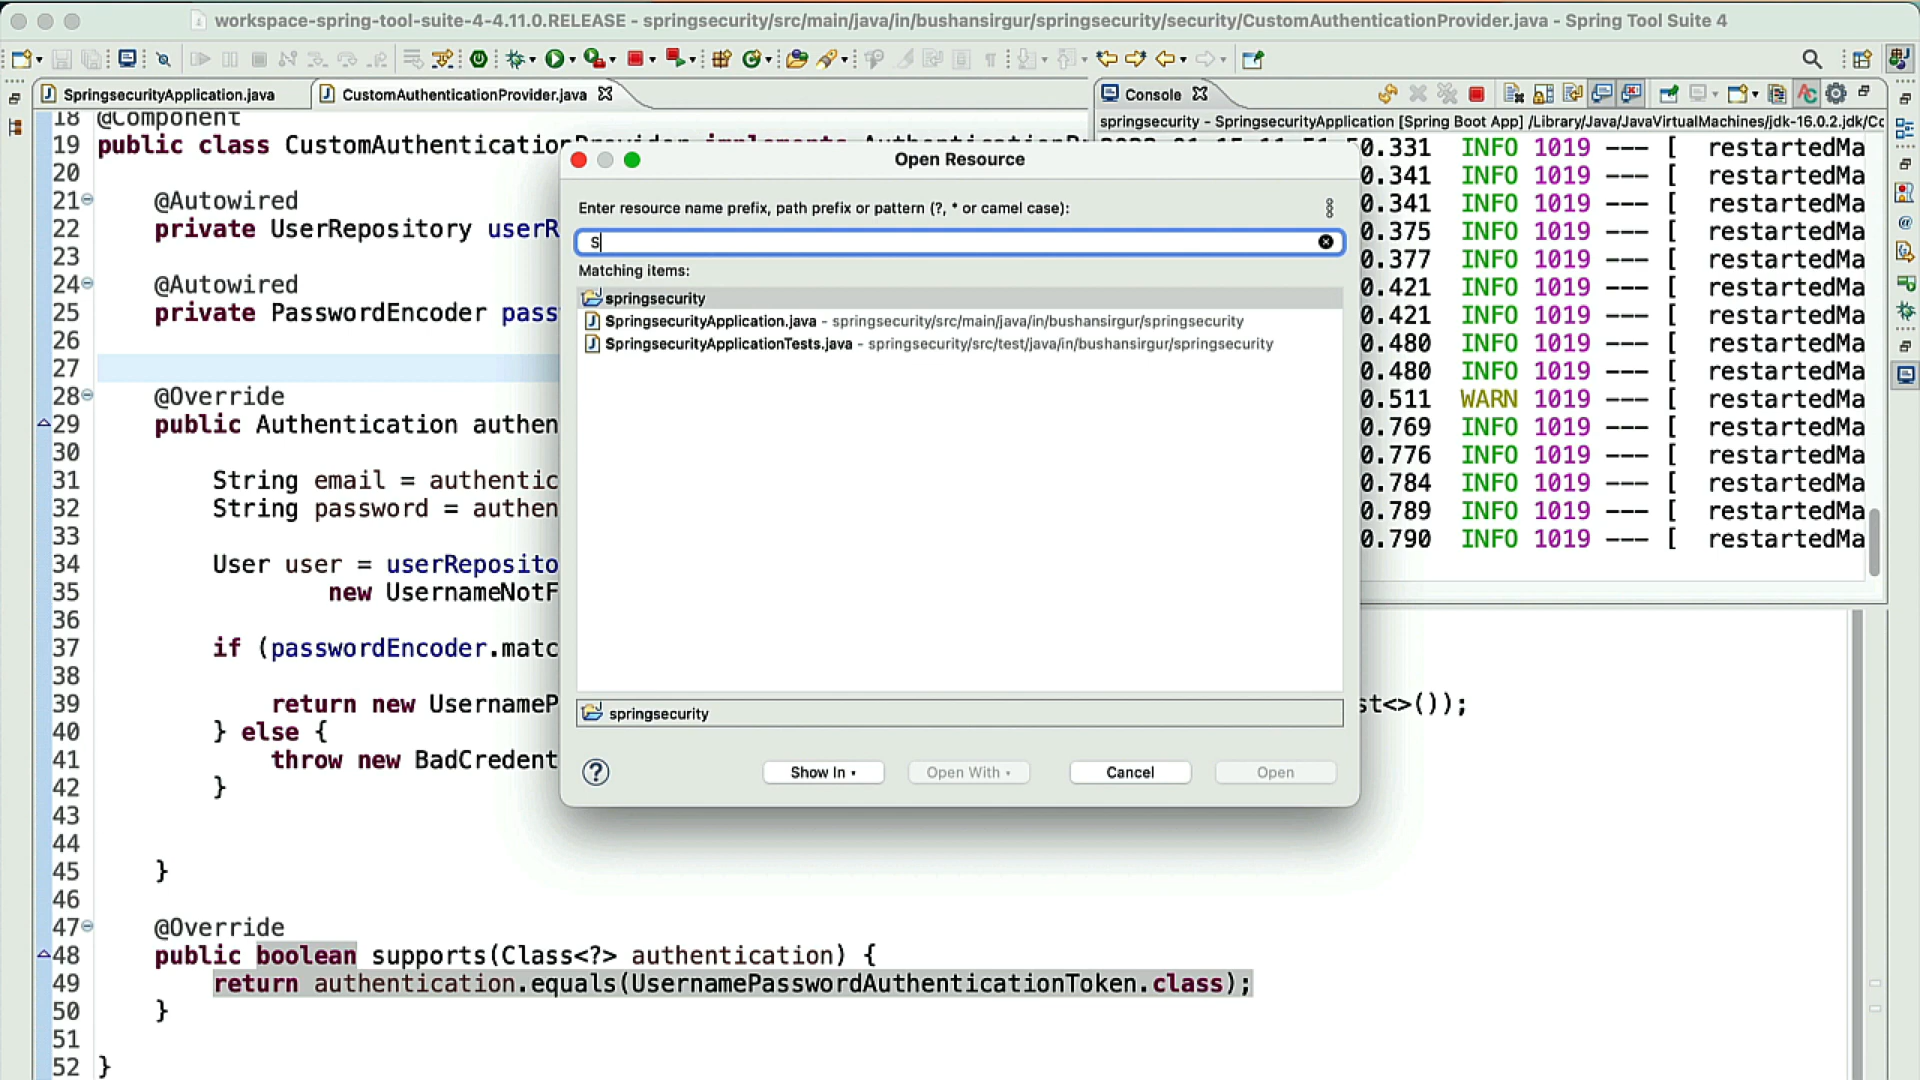 workspace-spring-tool-suite-4-4.11.0.RELEASE - springsecurity/src/main/java/in/bushansirgur/springsecurity/security/CustomAuthenticationProvider.java - Spring Tool Suite 4
SpringsecurityApplication.java
CustomAuthenticationProvider.java
18 @Component
19 public class CustomAuthenticationProvider implements
20
21 @Autowired
22 private UserRepository userR
23
24 @Autowired
25 private PasswordEncoder pass
26
27
28 @Override
29 public Authentication authen
30
31 String email = authentic
32 String password = authen
33
34 User user = userReposito
35 new UsernameNotF
36
37 if (passwordEncoder.matc
38
39 return new UsernameP
st<>());
40 } else {
41 throw new BadCredent
42 }
43
44
45 }
46
47 @Override
48 public boolean supports(Class<?> authentication) {
49 return authentication.equals(UsernamePasswordAuthenticationToken.class);
50 }
51
52 }
Open Resource
Enter resource name prefix, path prefix or pattern (?, * or camel case):
s
Matching items:
springsecurity
SpringsecurityApplication.java - springsecurity/src/main/java/in/bushansirgur/springsecurity
SpringsecurityApplicationTests.java - springsecurity/src/test/java/in/bushansirgur/springsecurity
springsecurity
?
Show In
Open With
Cancel
Open
Console
springsecurity - SpringsecurityApplication [Spring Boot App] /Library/Java/JavaVirtualMachines/jdk-16.0.2.jdk/Co
0.331 INFO 1019 --- [ restartedMa
0.341 INFO 1019 --- [ restartedMa
0.341 INFO 1019 --- [ restartedMa
0.375 INFO 1019 --- [ restartedMa
0.377 INFO 1019 --- [ restartedMa
0.421 INFO 1019 --- [ restartedMa
0.421 INFO 1019 --- [ restartedMa
0.480 INFO 1019 --- [ restartedMa
0.480 INFO 1019 --- [ restartedMa
0.511 WARN 1019 --- [ restartedMa
0.769 INFO 1019 --- [ restartedMa
0.776 INFO 1019 --- [ restartedMa
0.784 INFO 1019 --- [ restartedMa
0.789 INFO 1019 --- [ restartedMa
0.790 INFO 1019 --- [ restartedMa